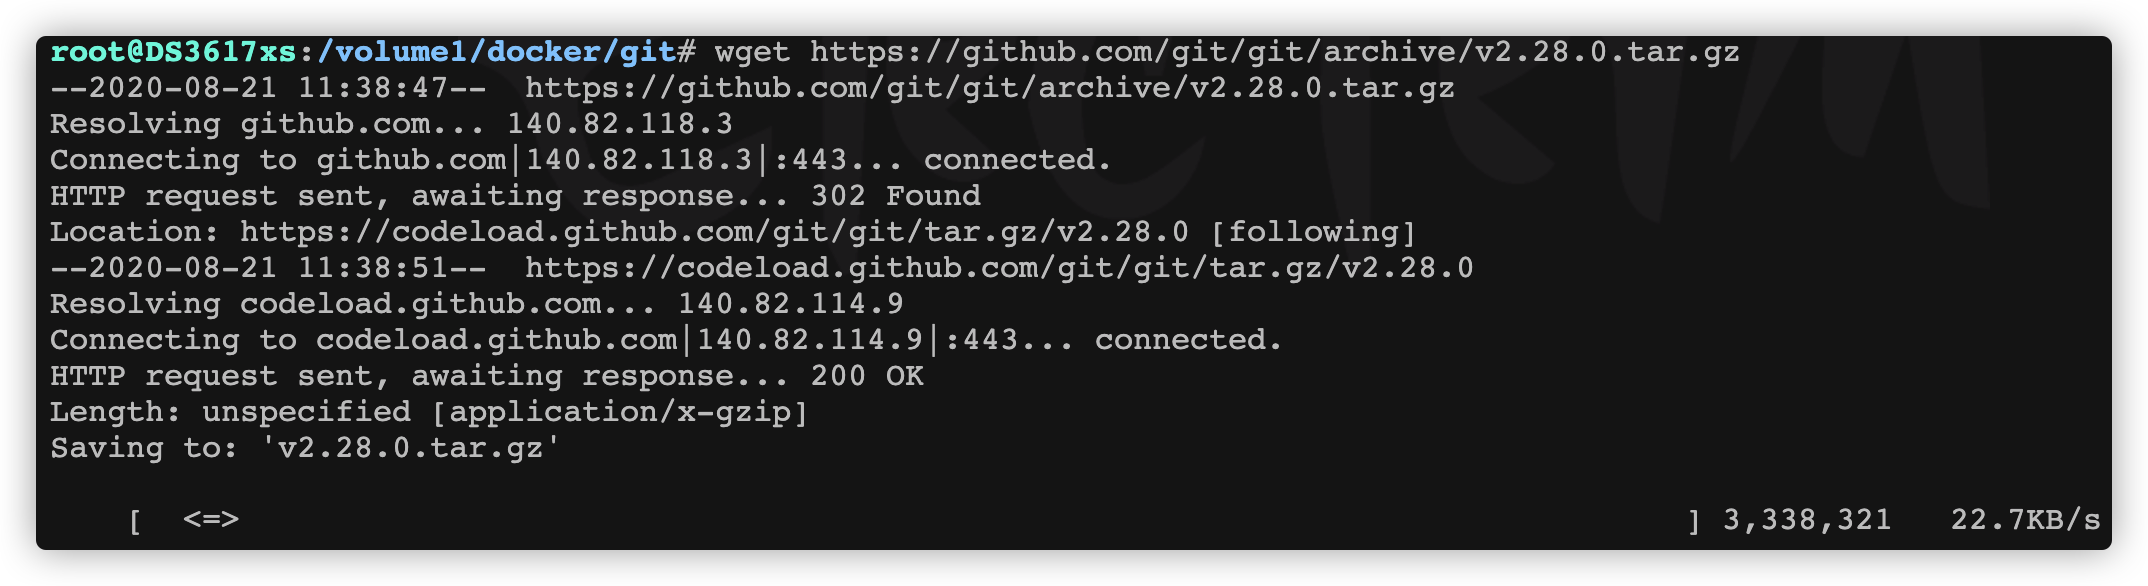 root@DS3617xs:/volume1/docker/git# wget https://github.com/git/git/archive/v2.28.0.tar.gz
--2020-08-21 11:38:47--  https://github.com/git/git/archive/v2.28.0.tar.gz
Resolving github.com... 140.82.118.3
Connecting to github.com|140.82.118.3|:443... connected.
HTTP request sent, awaiting response... 302 Found
Location: https://codeload.github.com/git/git/tar.gz/v2.28.0 [following]
--2020-08-21 11:38:51--  https://codeload.github.com/git/git/tar.gz/v2.28.0
Resolving codeload.github.com... 140.82.114.9
Connecting to codeload.github.com|140.82.114.9|:443... connected.
HTTP request sent, awaiting response... 200 OK
Length: unspecified [application/x-gzip]
Saving to: 'v2.28.0.tar.gz'
[  <=>                                                                             ] 3,338,321   22.7KB/s